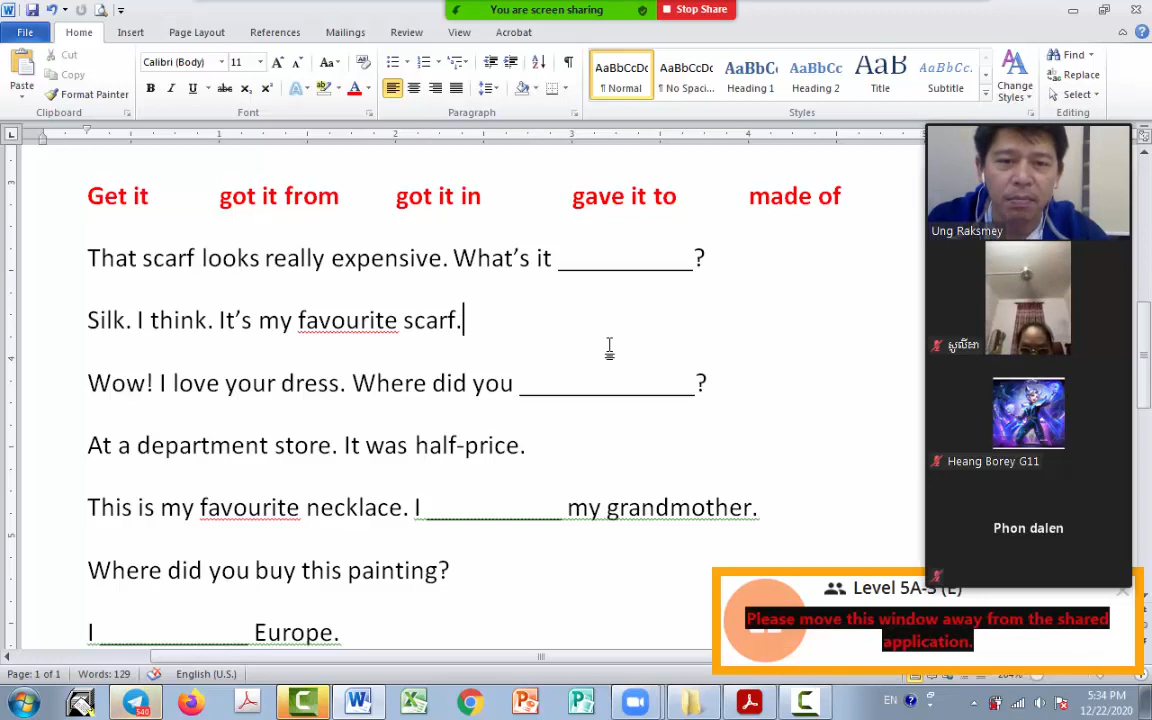 You are screen sharing Stop Share
File Home Insert Page Layout References Mailings Review View Acrobat
Cut
Copy
Format Painter
Paste
Calibri (Body) 11
AaBbCcDc AaBbCcDc AaBbC AaBbCc AaB AaBbCc.
¶ Normal ¶ No Spaci... Heading 1 Heading 2 Title Subtitle
Change Styles
Find
Replace
Select
Clipboard Font Paragraph Styles Editing
Get it got it from got it in gave it to made of
That scarf looks really expensive. What's it ___________?
Silk. I think. It's my favourite scarf.
Wow! I love your dress. Where did you ______________?
At a department store. It was half-price.
This is my favourite necklace. I ___________ my grandmother.
Where did you buy this painting?
I ____________ Europe.
Ung Raksmey
សូលីដា
Heang Borey G11
Phon dalen
Please move this window away from the shared application.
Page: 1 of 1 Words: 129 English (U.S.)
EN 5:34 PM
12/22/2020